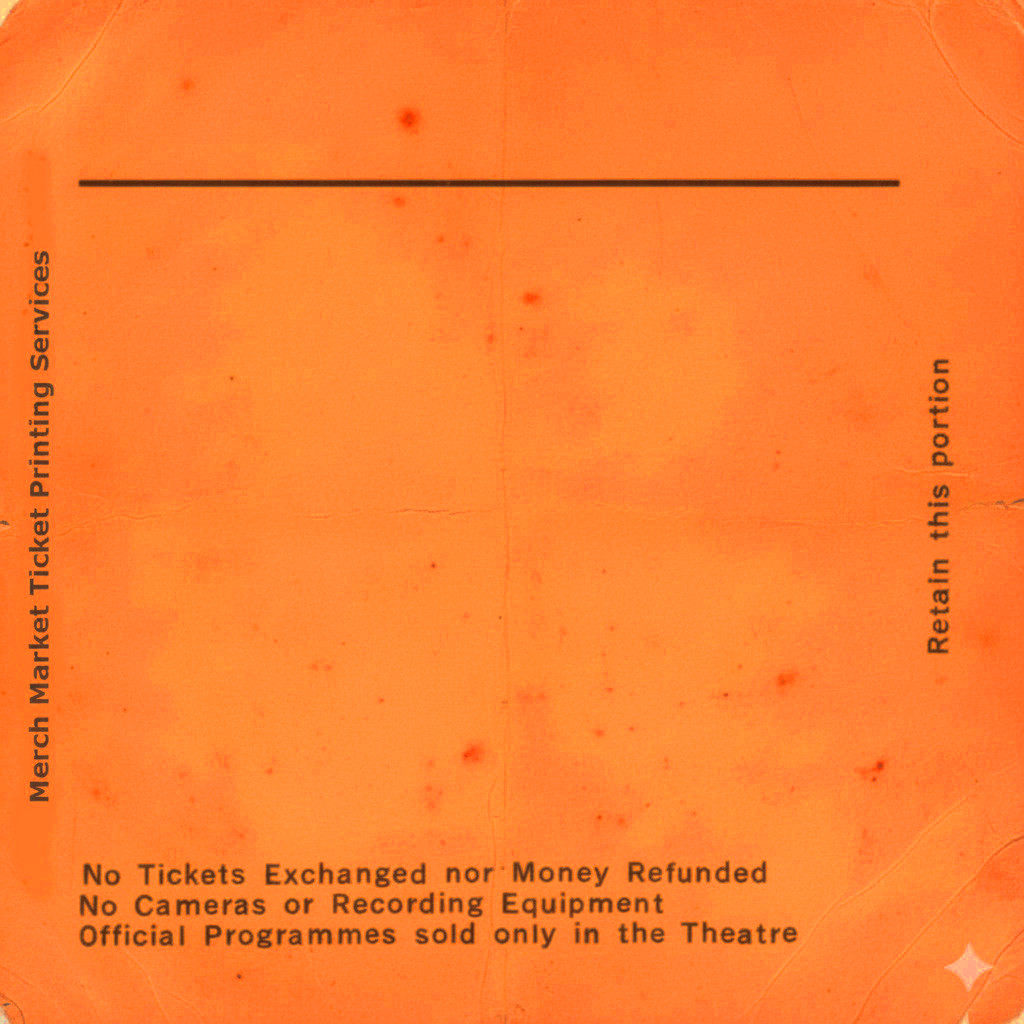 Merch Market Ticket Printing Services
Retain this portion
No Tickets Exchanged nor Money Refunded
No Cameras or Recording Equipment
Official Programmes sold only in the Theatre